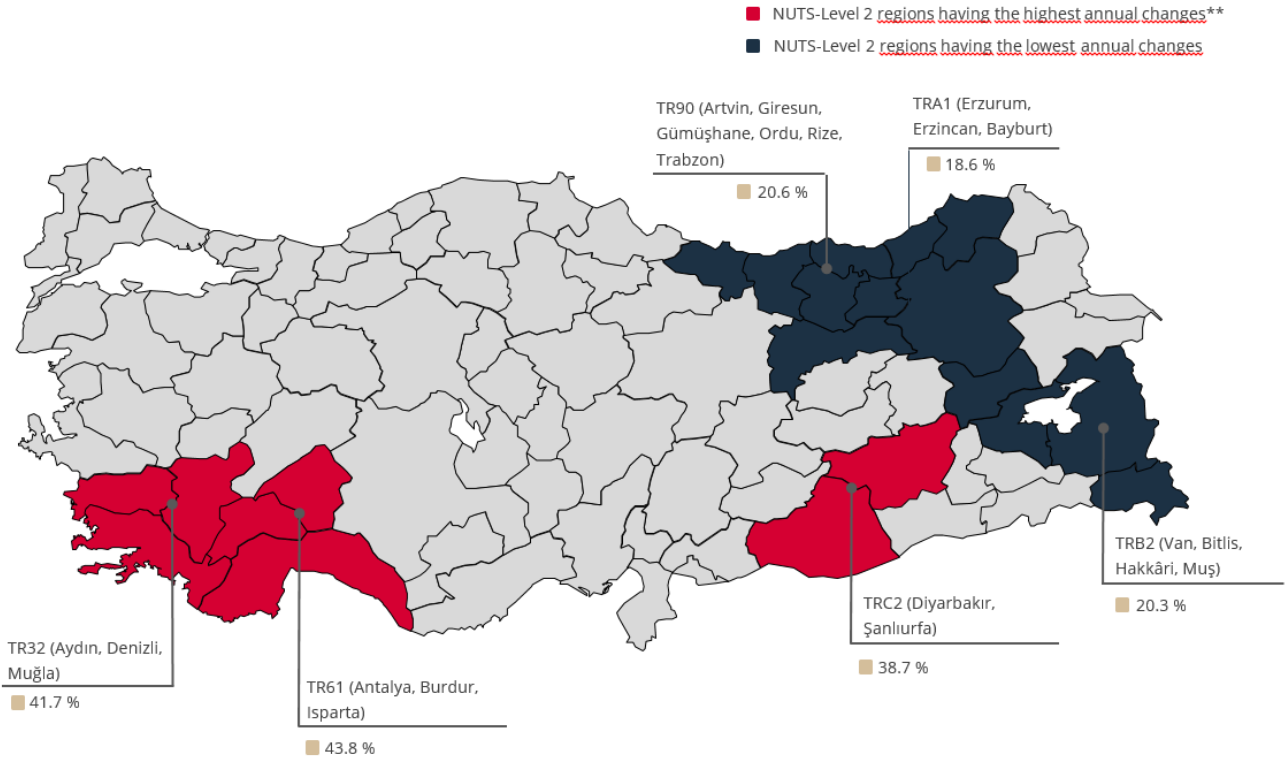 NUTS-Level 2 regions having the highest annual changes**
NUTS-Level 2 regions having the lowest annual changes
TR90 (Artvin, Giresun,
Gümüşhane, Ordu, Rize,
Trabzon)
20.6 %
TRA1 (Erzurum,
Erzincan, Bayburt)
18.6 %
TRB2 (Van, Bitlis,
Hakkâri, Muş)
20.3 %
TRC2 (Diyarbakır,
Şanlıurfa)
38.7 %
TR32 (Aydın, Denizli,
Muğla)
41.7 %
TR61 (Antalya, Burdur,
Isparta)
43.8 %